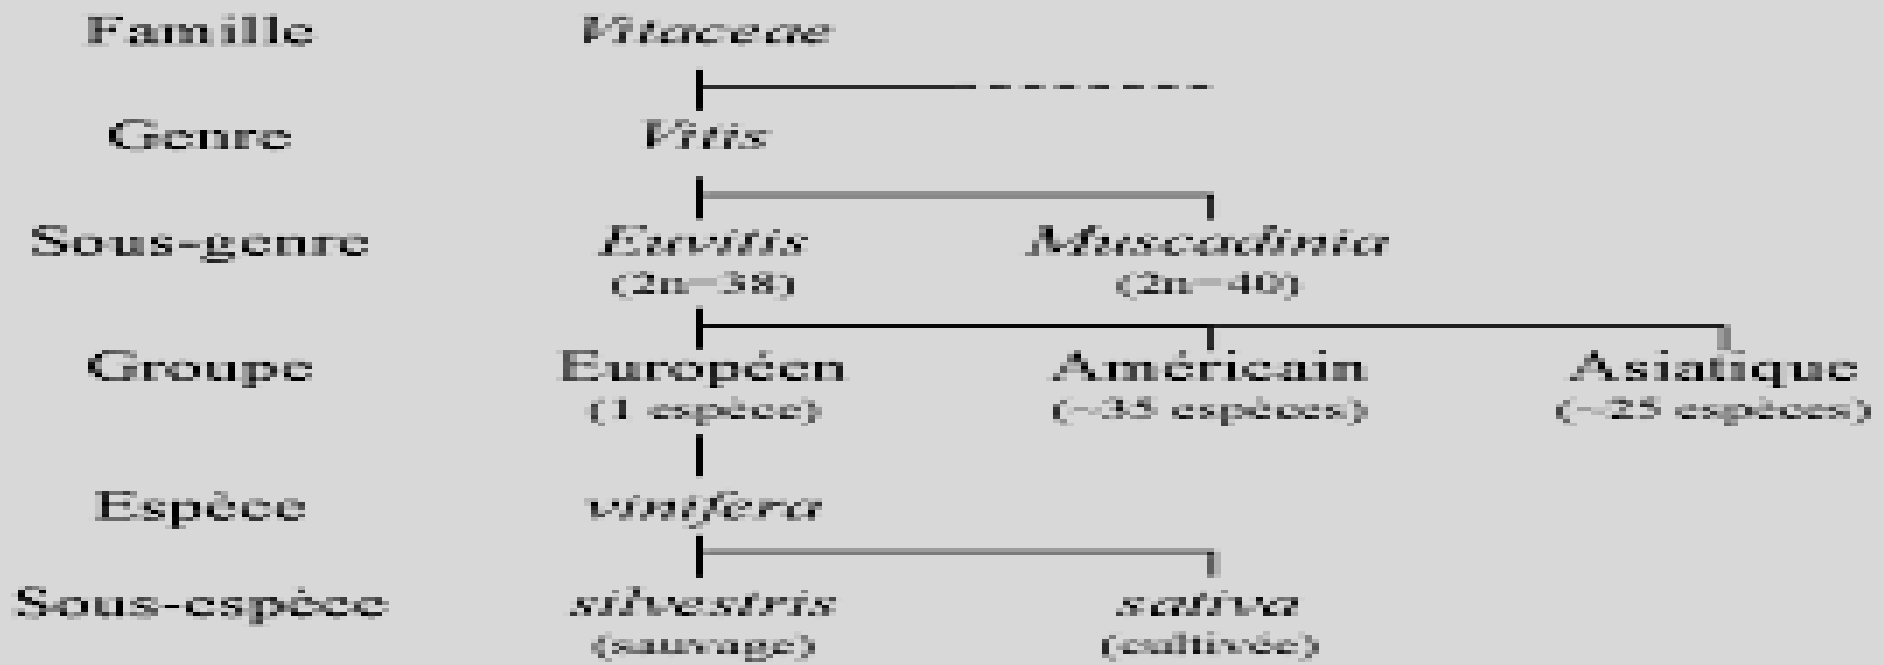 Famille Vitaceae
Genre Vitis
Sous-genre Euvitis Muscadinia
(2n=38) (2n=40)
Groupe Européen Américain Asiatique
(1 espèce) (~35 espèces) (~25 espèces)
Espèce vinifera
Sous-espèce silvestris sativa
(sauvage) (cultivée)